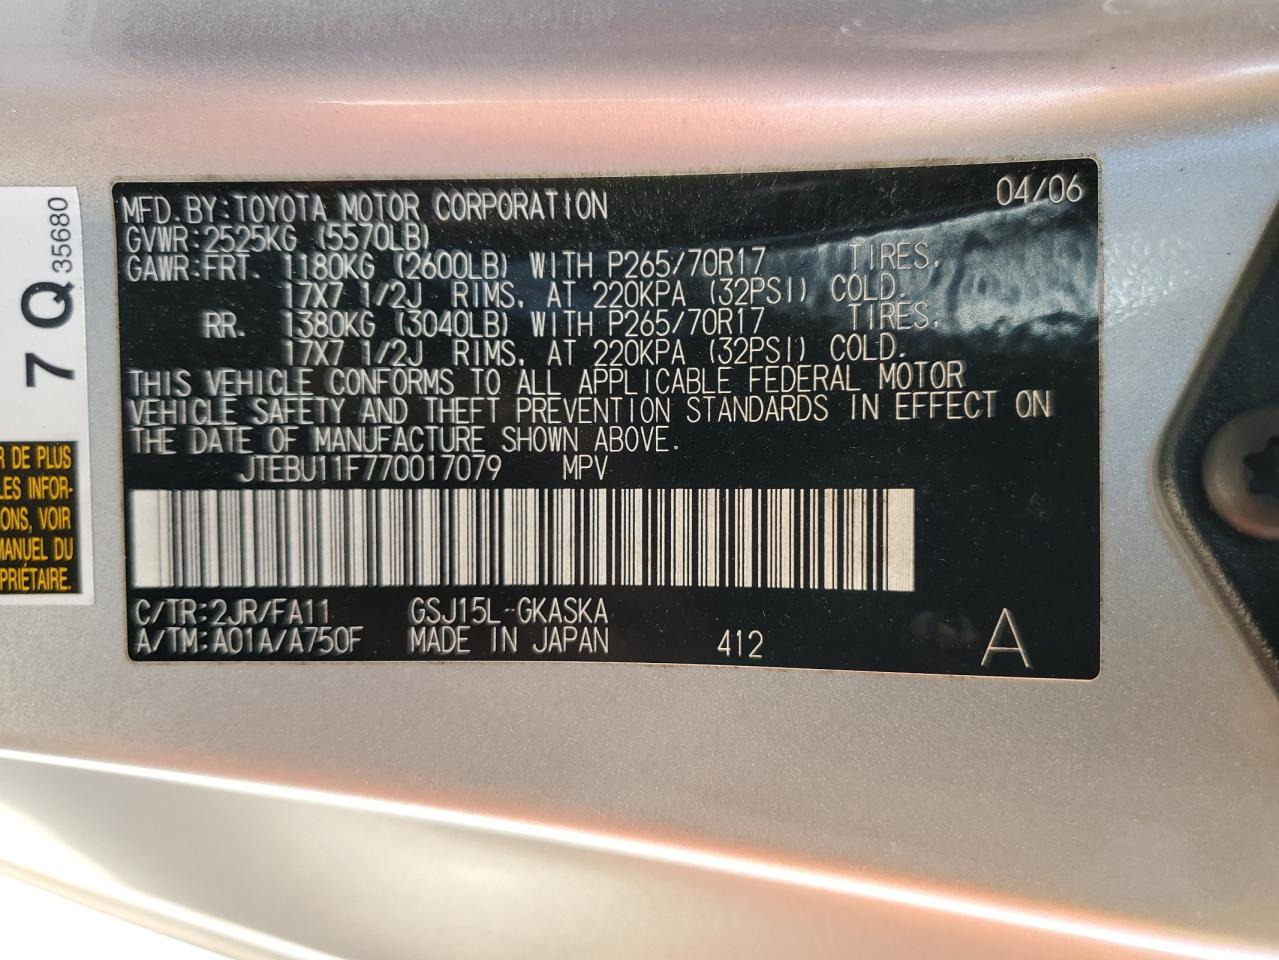 MFD.BY:TOYOTA MOTOR CORPORATION 04/06
GVWR:2525KG (5570LB)
GAWR:FRT. 1180KG (2600LB) WITH P265/70R17 TIRES,
17X7 1/2J RIMS, AT 220KPA (32PSI) COLD.
RR. 1380KG (3040LB) WITH P265/70R17 TIRES,
17X7 1/2J RIMS, AT 220KPA (32PSI) COLD.
THIS VEHICLE CONFORMS TO ALL APPLICABLE FEDERAL MOTOR
VEHICLE SAFETY AND THEFT PREVENTION STANDARDS IN EFFECT ON
THE DATE OF MANUFACTURE SHOWN ABOVE.
JTEBU11F770017079 MPV
C/TR:2JR/FA11 GSJ15L-GKASKA
A/TM:A01A/A750F MADE IN JAPAN 412 A
7 Q 35680
R DE PLUS
LES INFOR-
ONS, VOIR
MANUEL DU
PRIÉTAIRE.